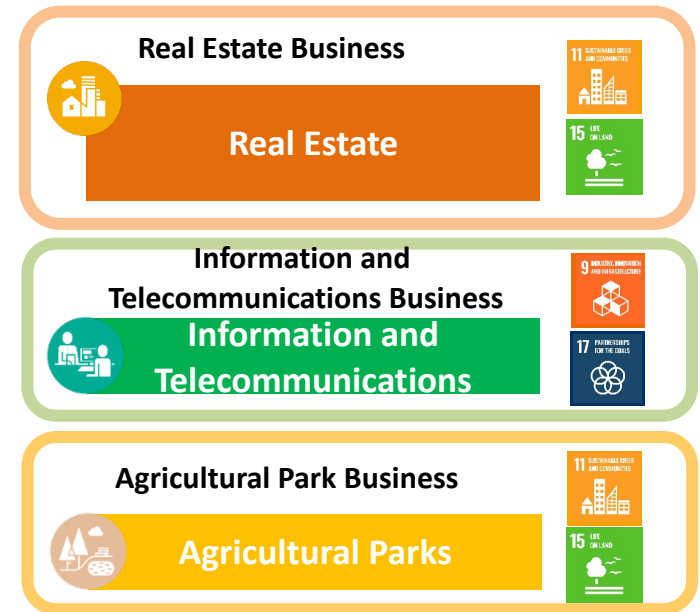 Real Estate Business
11 SUSTAINABLE CITIES
AND COMMUNITIES
Real Estate
15 LIFE
ON LAND
Information and
Telecommunications Business
9 INDUSTRY, INNOVATION
AND INFRASTRUCTURE
Information and
Telecommunications
17 PARTNERSHIPS
FOR THE GOALS
Agricultural Park Business
11 SUSTAINABLE CITIES
AND COMMUNITIES
Agricultural Parks
15 LIFE
ON LAND